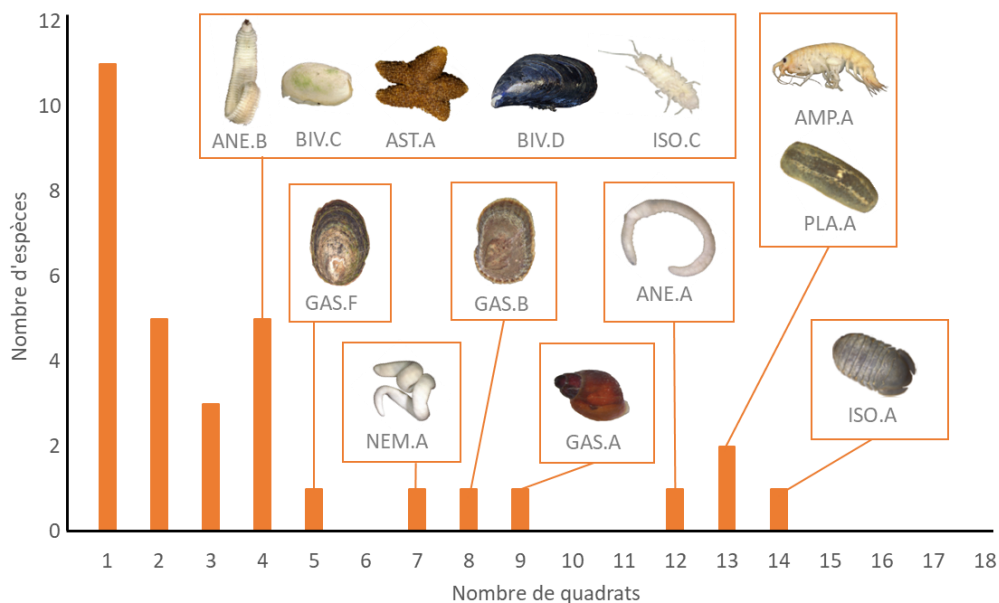 Nombre d'espèces
12
10
8
6
4
2
0
ANE.B BIV.C AST.A BIV.D ISO.C
AMP.A
PLA.A
GAS.F GAS.B ANE.A
NEM.A GAS.A ISO.A
1 2 3 4 5 6 7 8 9 10 11 12 13 14 15 16 17 18
Nombre de quadrats